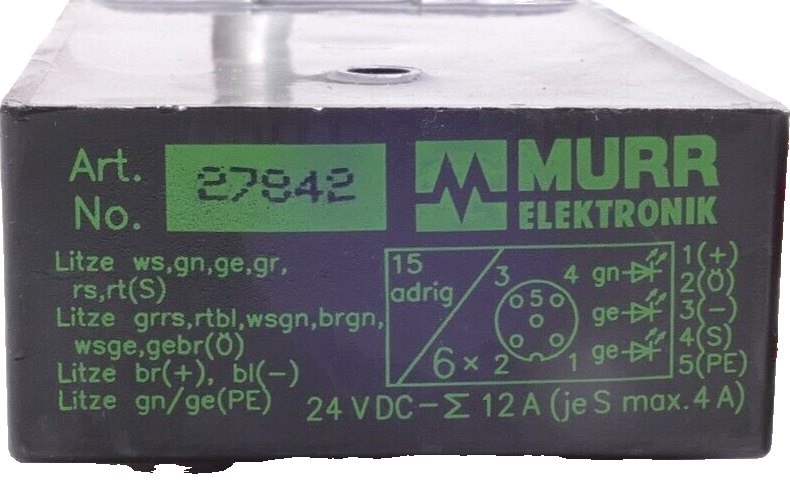 Art. No. 27842
MURR
ELEKTRONIK
Litze ws,gn,ge,gr,
rs,rt(S)
Litze grrs,rtbl,wsgn,brgn,
wsge,gebr(Ö)
Litze br(+), bl(-)
Litze gn/ge(PE)
15
adrig
6 x
3 4
5
2 1
gn
ge
ge
1(+)
2(Ö)
3(-)
4(S)
5(PE)
24 V DC - Σ 12 A (je S max. 4 A)